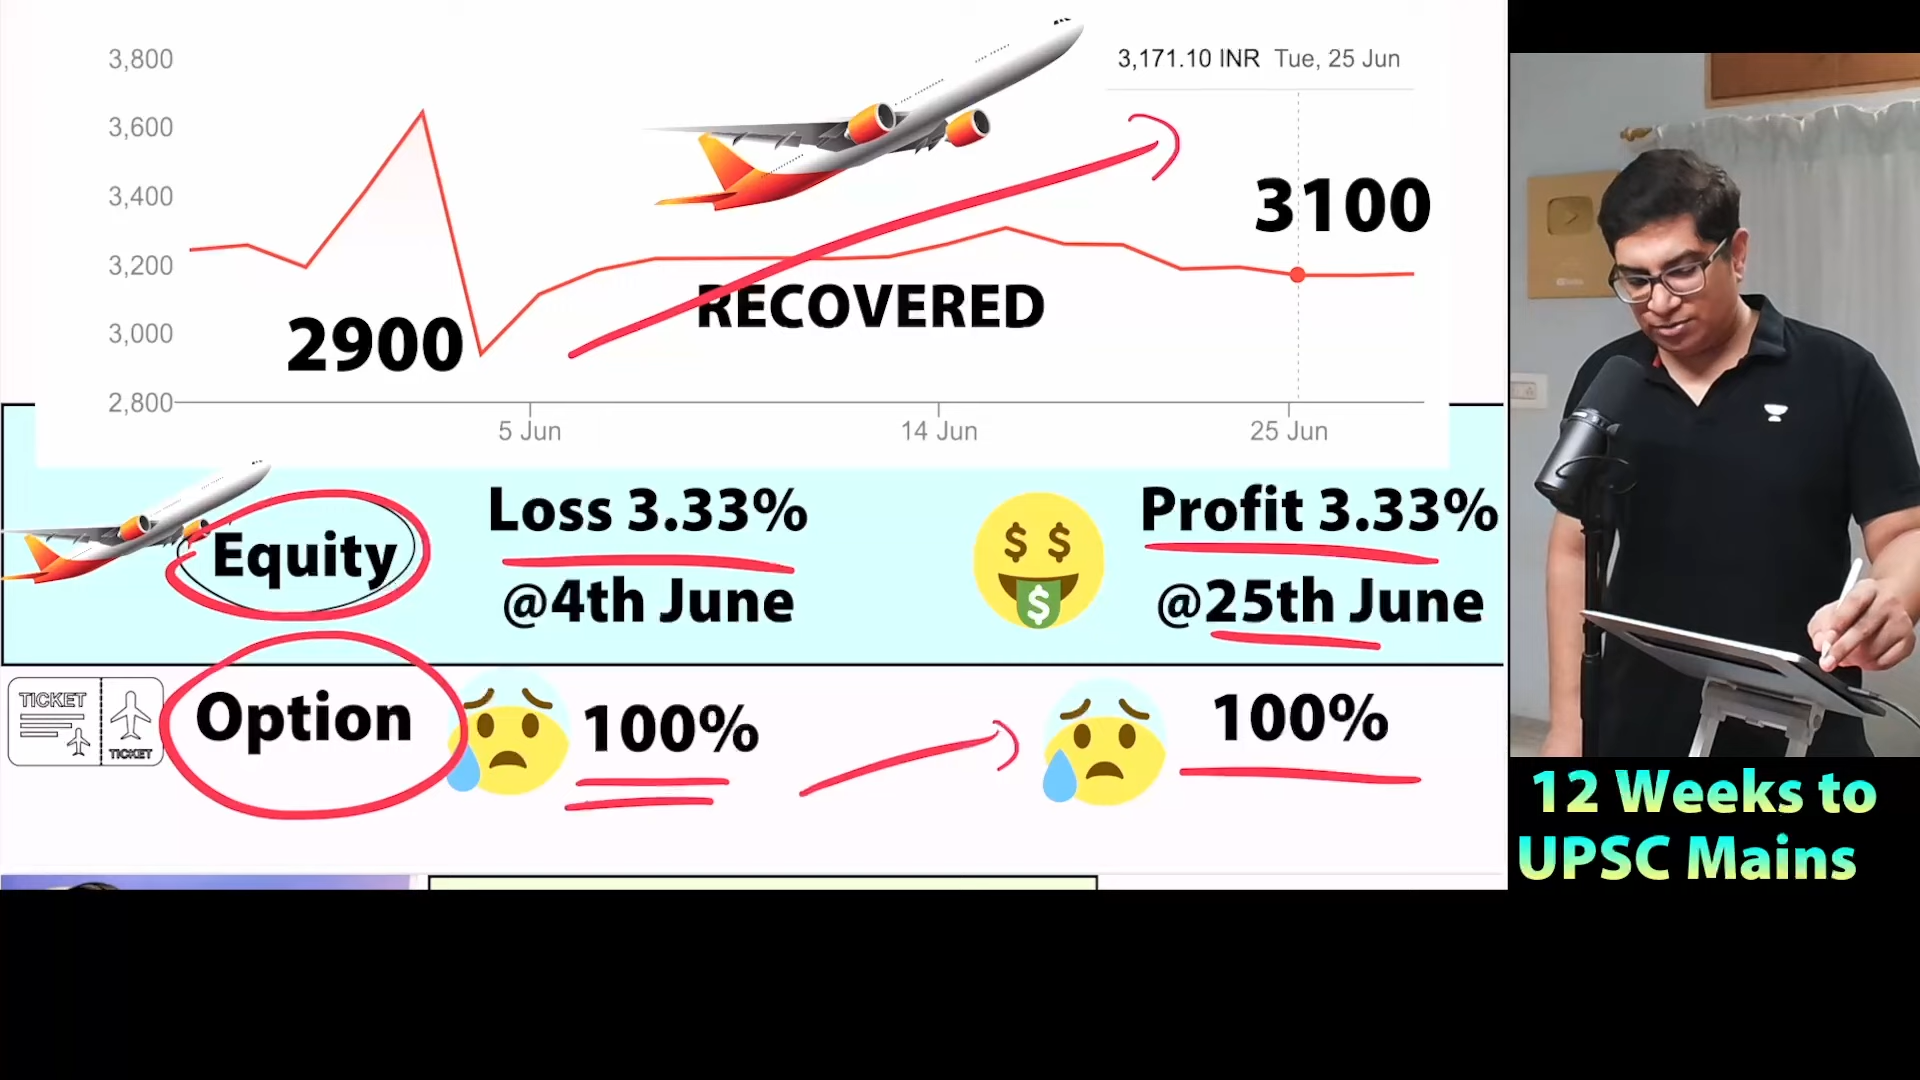 3,800
3,171.10 INR Tue, 25 Jun
3,600
3,400
3100
3,200
RECOVERED
3,000
2900
2,800
5 Jun
14 Jun
25 Jun
Equity
Loss 3.33%
@4th June
Profit 3.33%
@25th June
TICKET
TICKET
Option
100%
100%
12 Weeks to
UPSC Mains